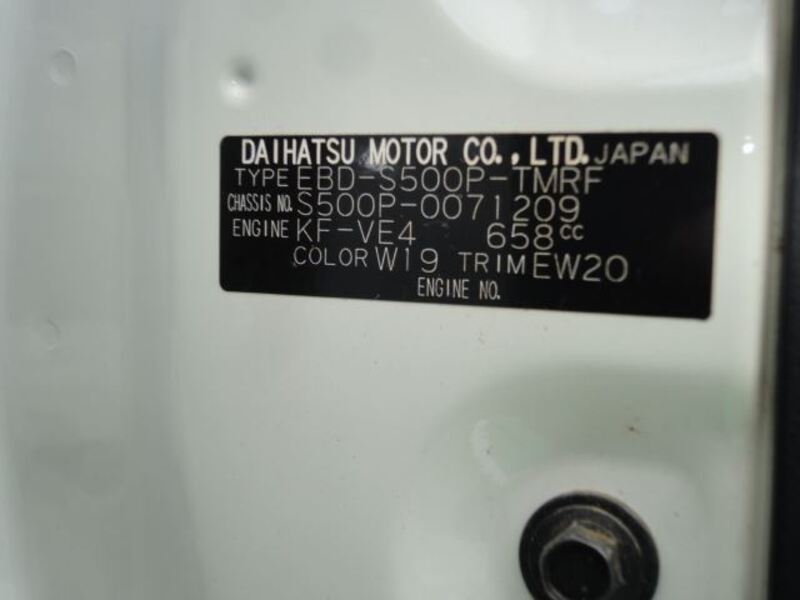 DAIHATSU MOTOR CO.,LTD. JAPAN
TYPE EBD-S500P-TMRF
CHASSIS NO. S500P-0071209
ENGINE KF-VE4 658cc
COLOR W19 TRIM EW20
ENGINE NO.